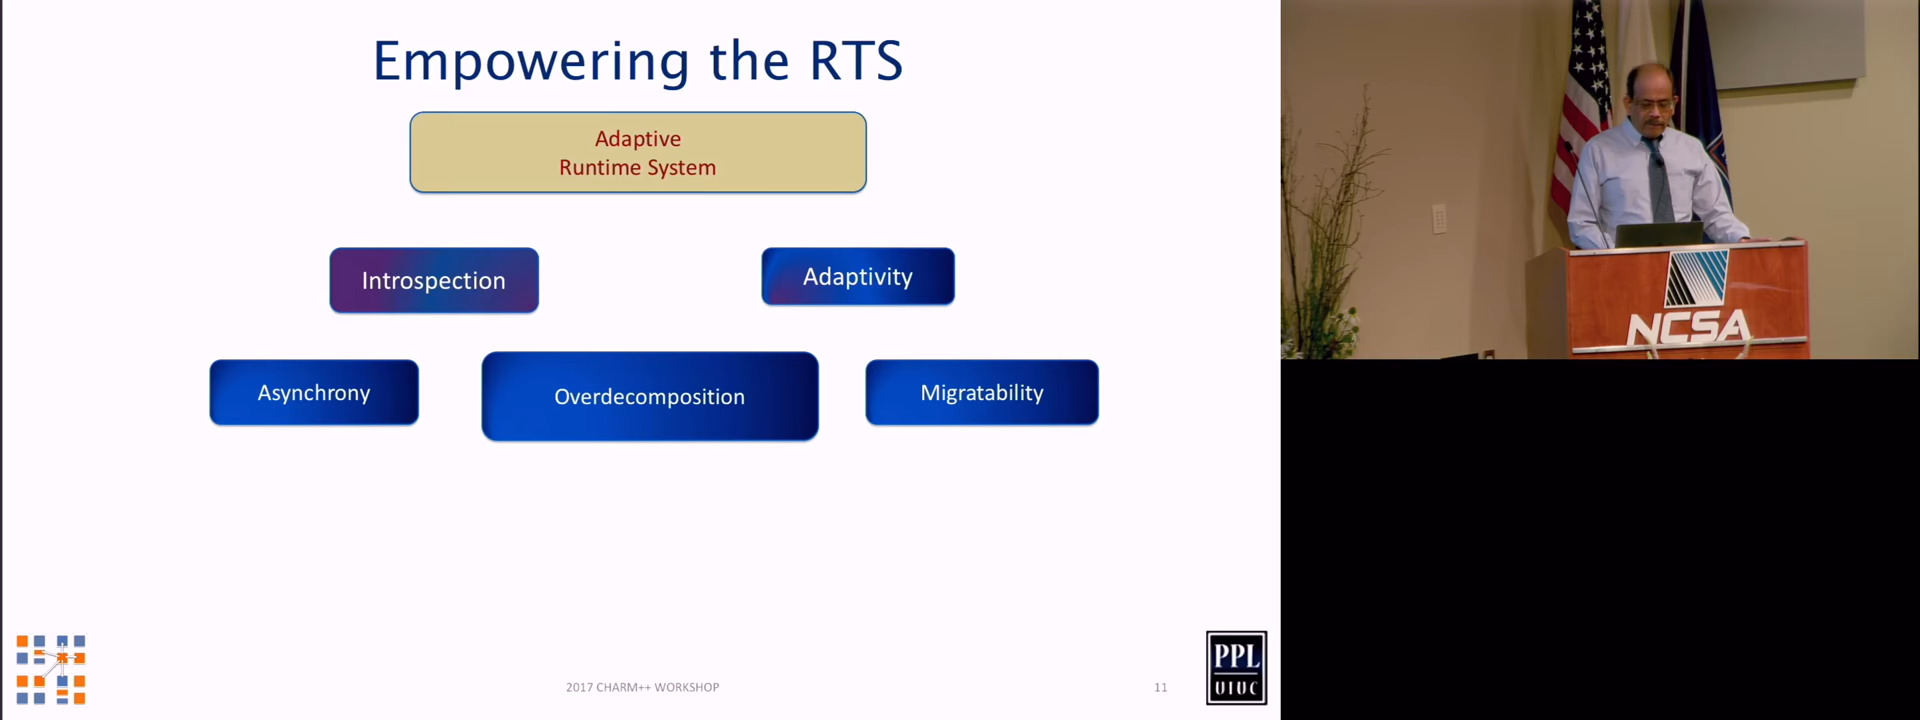 Empowering the RTS
Adaptive
Runtime System
Introspection
Adaptivity
Asynchrony
Overdecomposition
Migratability
2017 CHARM++ WORKSHOP
11
PPL
UIUC
NCSA